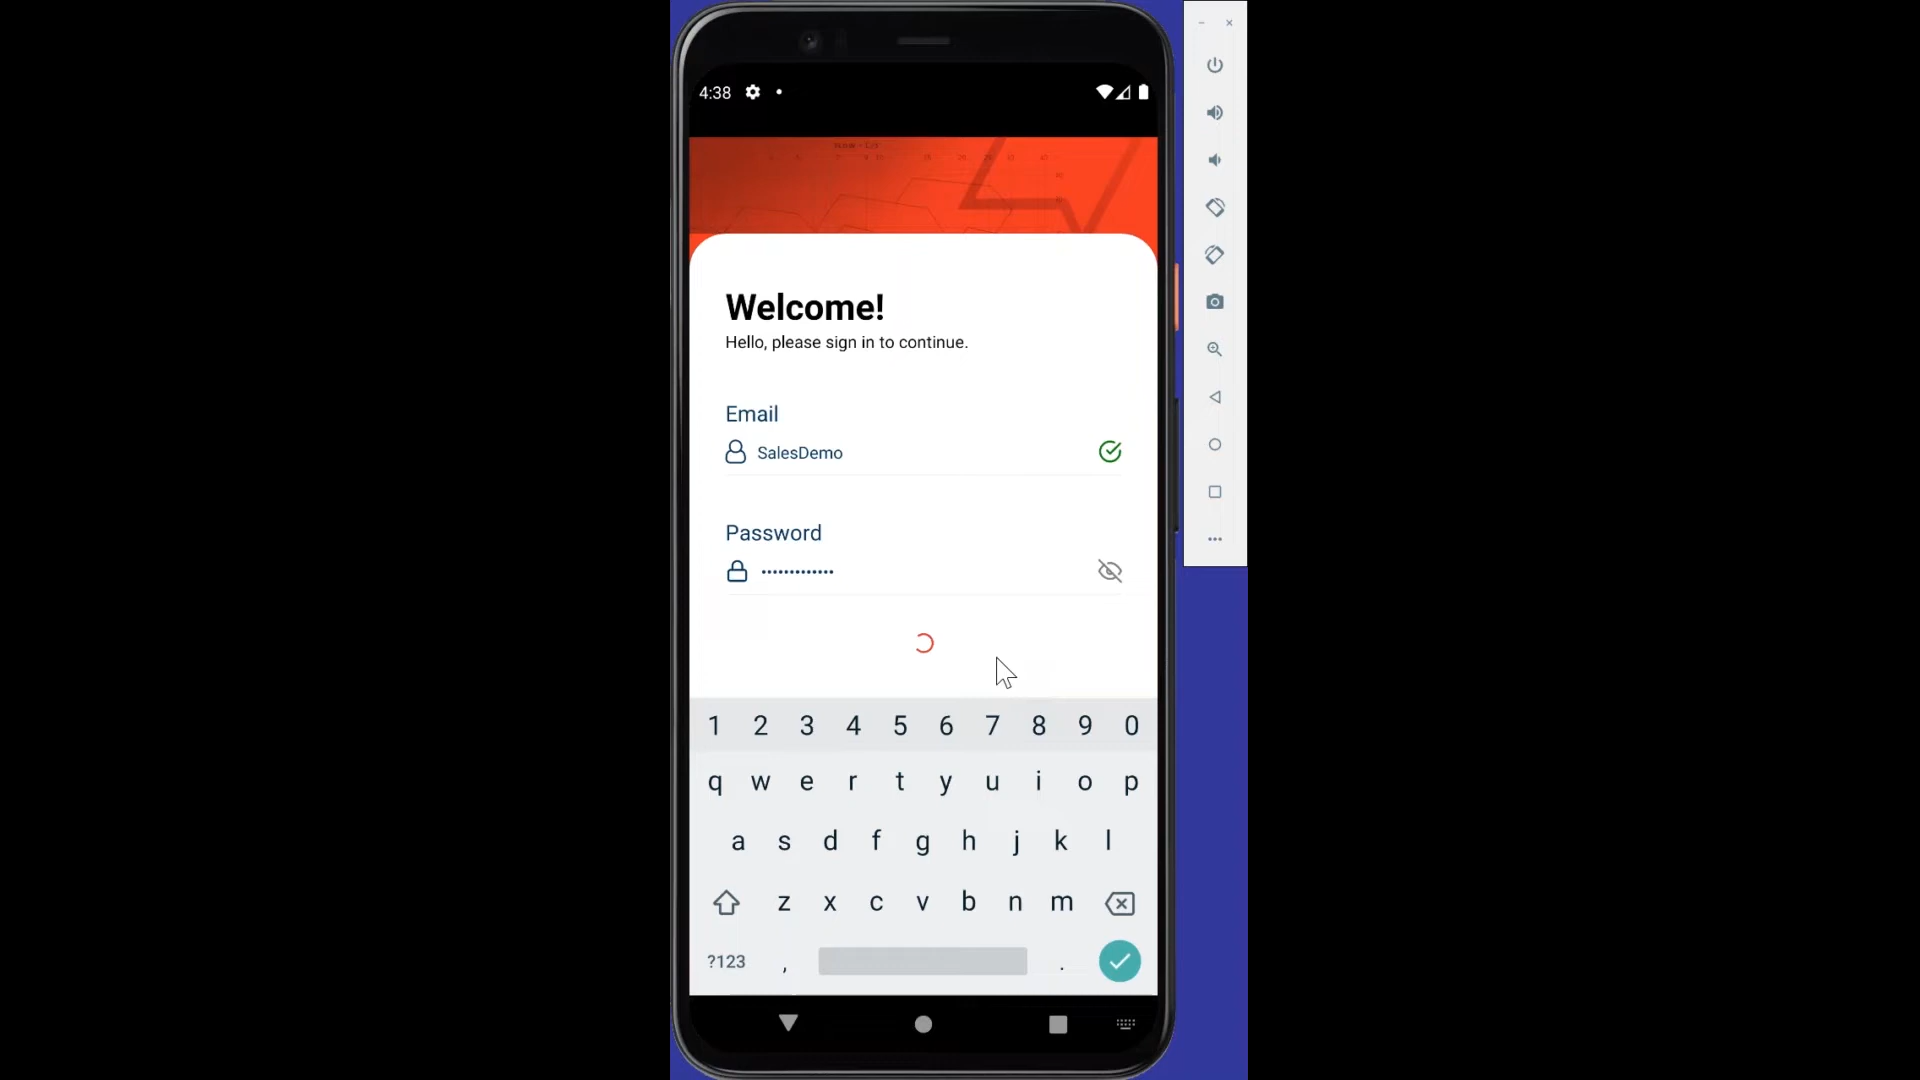 4:38
Welcome!
Hello, please sign in to continue.
Email
SalesDemo
Password
•••••••••••••
1 2 3 4 5 6 7 8 9 0
q w e r t y u i o p
a s d f g h j k l
z x c v b n m
?123 , .